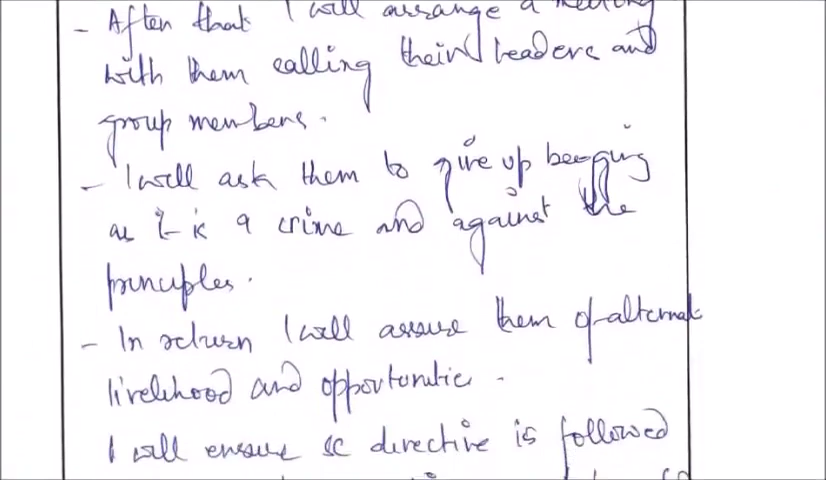 - After that I will arrange a meeting
with them calling their leaders and
group members.
- I will ask them to give up begging
as it is a crime and against the
principles.
- In return I will assure them of alternate
livelihood and opportunities.
I will ensure SC directive is followed